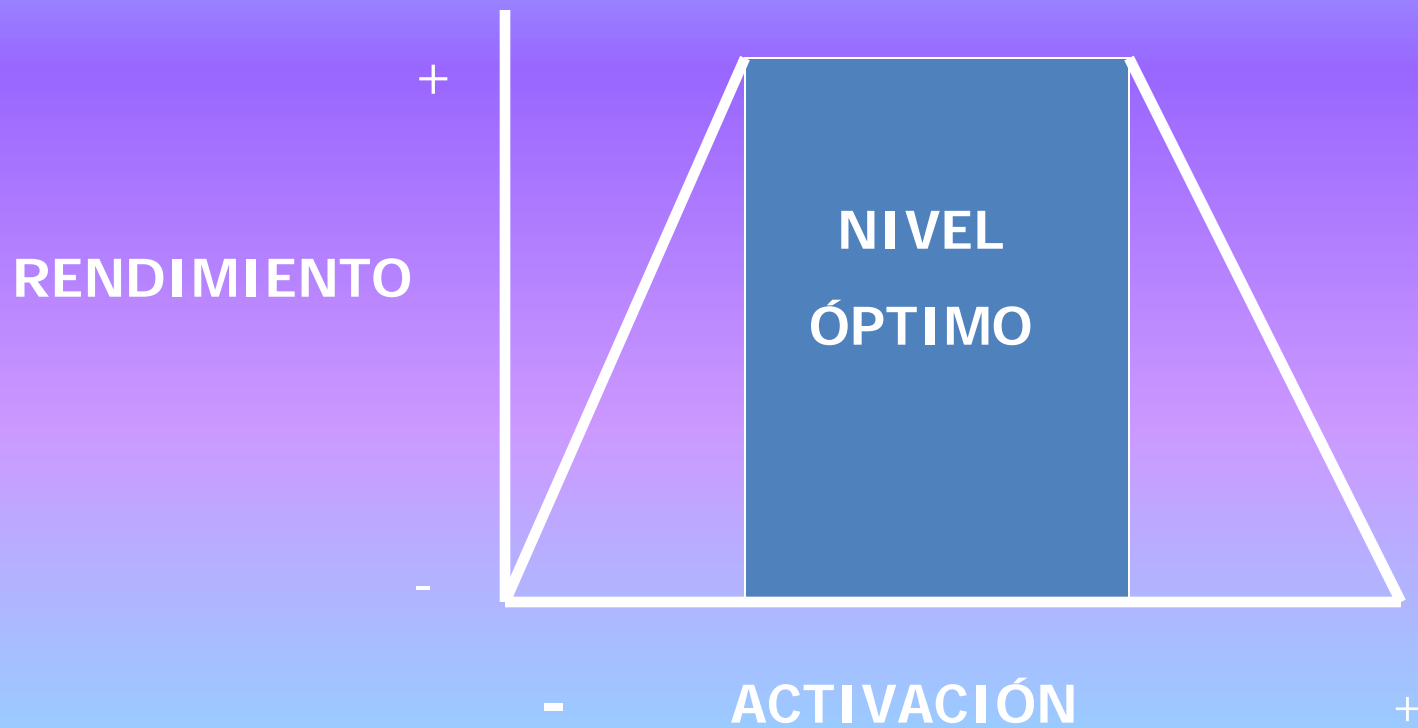 +
NIVEL
RENDIMIENTO
ÓPTIMO
-
- ACTIVACIÓN +